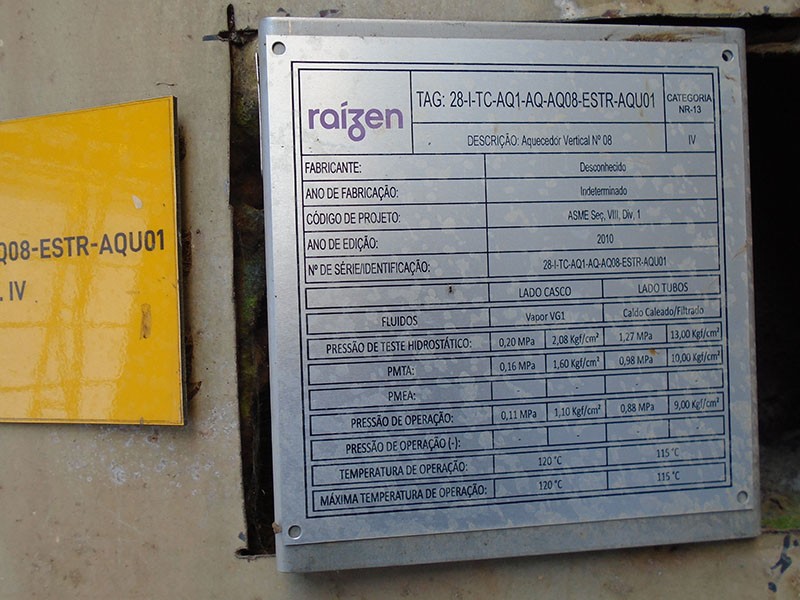 Q08-ESTR-AQU01
. IV
raízen
TAG: 28-I-TC-AQ1-AQ-AQ08-ESTR-AQU01
CATEGORIA
NR-13
DESCRIÇÃO: Aquecedor Vertical Nº 08
IV
FABRICANTE: Desconhecido
ANO DE FABRICAÇÃO: Indeterminado
CÓDIGO DE PROJETO: ASME Seç, VIII, Div, 1
ANO DE EDIÇÃO: 2010
Nº DE SÉRIE/IDENTIFICAÇÃO: 28-I-TC-AQ1-AQ-AQ08-ESTR-AQU01
LADO CASCO LADO TUBOS
FLUIDOS Vapor VG1 Caldo Caleado/Filtrado
PRESSÃO DE TESTE HIDROSTÁTICO: 0,20 MPa 2,08 Kgf/cm² 1,27 MPa 13,00 Kgf/cm²
PMTA: 0,16 MPa 1,60 Kgf/cm² 0,98 MPa 10,00 Kgf/cm²
PMEA: - - - -
PRESSÃO DE OPERAÇÃO: 0,11 MPa 1,10 Kgf/cm² 0,88 MPa 9,00 Kgf/cm²
PRESSÃO DE OPERAÇÃO (-): - - - -
TEMPERATURA DE OPERAÇÃO: 120 °C 115 °C
MÁXIMA TEMPERATURA DE OPERAÇÃO: 120 °C 115 °C